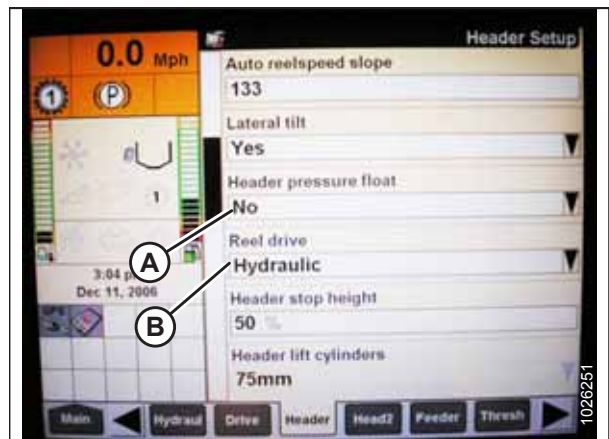 0.0 Mph
Header Setup
1
(P)
Auto reelspeed slope
133
Lateral tilt
Yes
1
Header pressure float
No
A
Reel drive
Hydraulic
B
3:04
Dec 11, 2006
Header stop height
50 %
Header lift cylinders
75mm
Main
Hydraul
Drive
Header
Head2
Feeder
Thresh
1026251